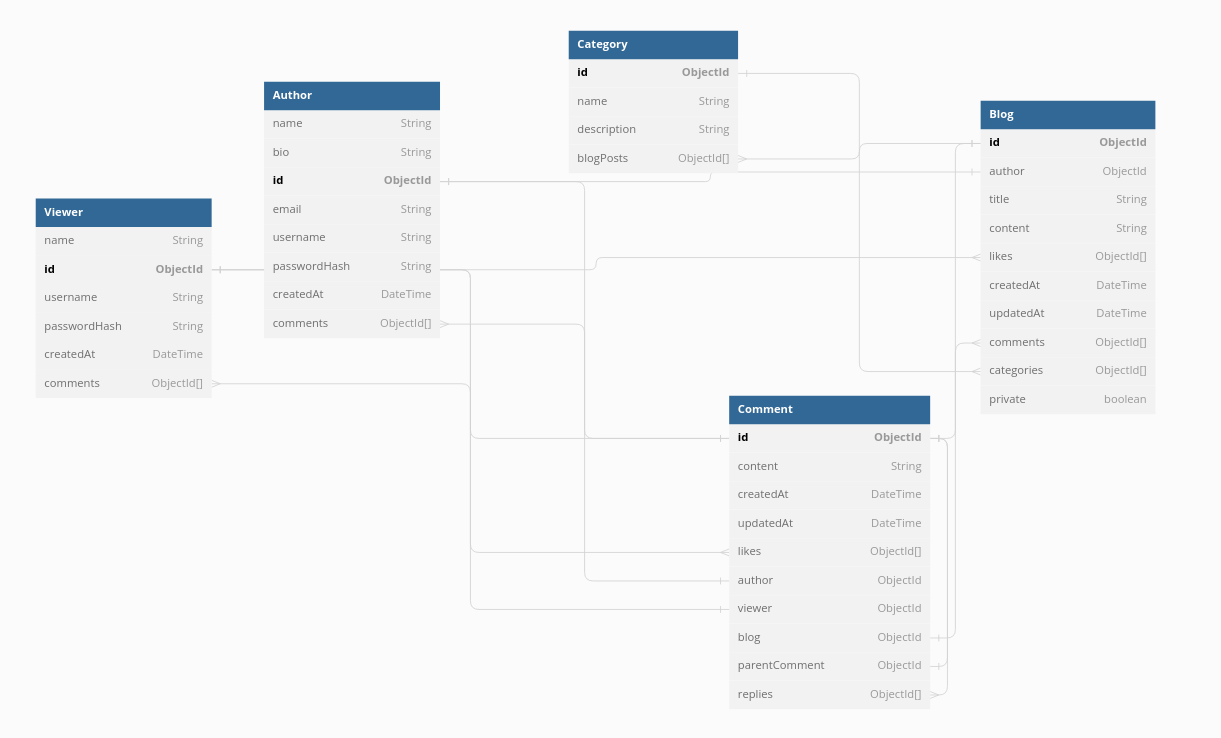 Category
id ObjectId
name String
description String
blogPosts ObjectId[]
Author
name String
bio String
id ObjectId
email String
username String
passwordHash String
createdAt DateTime
comments ObjectId[]
Blog
id ObjectId
author ObjectId
title String
content String
likes ObjectId[]
createdAt DateTime
updatedAt DateTime
comments ObjectId[]
categories ObjectId[]
private boolean
Viewer
name String
id ObjectId
username String
passwordHash String
createdAt DateTime
comments ObjectId[]
Comment
id ObjectId
content String
createdAt DateTime
updatedAt DateTime
likes ObjectId[]
author ObjectId
viewer ObjectId
blog ObjectId
parentComment ObjectId
replies ObjectId[]